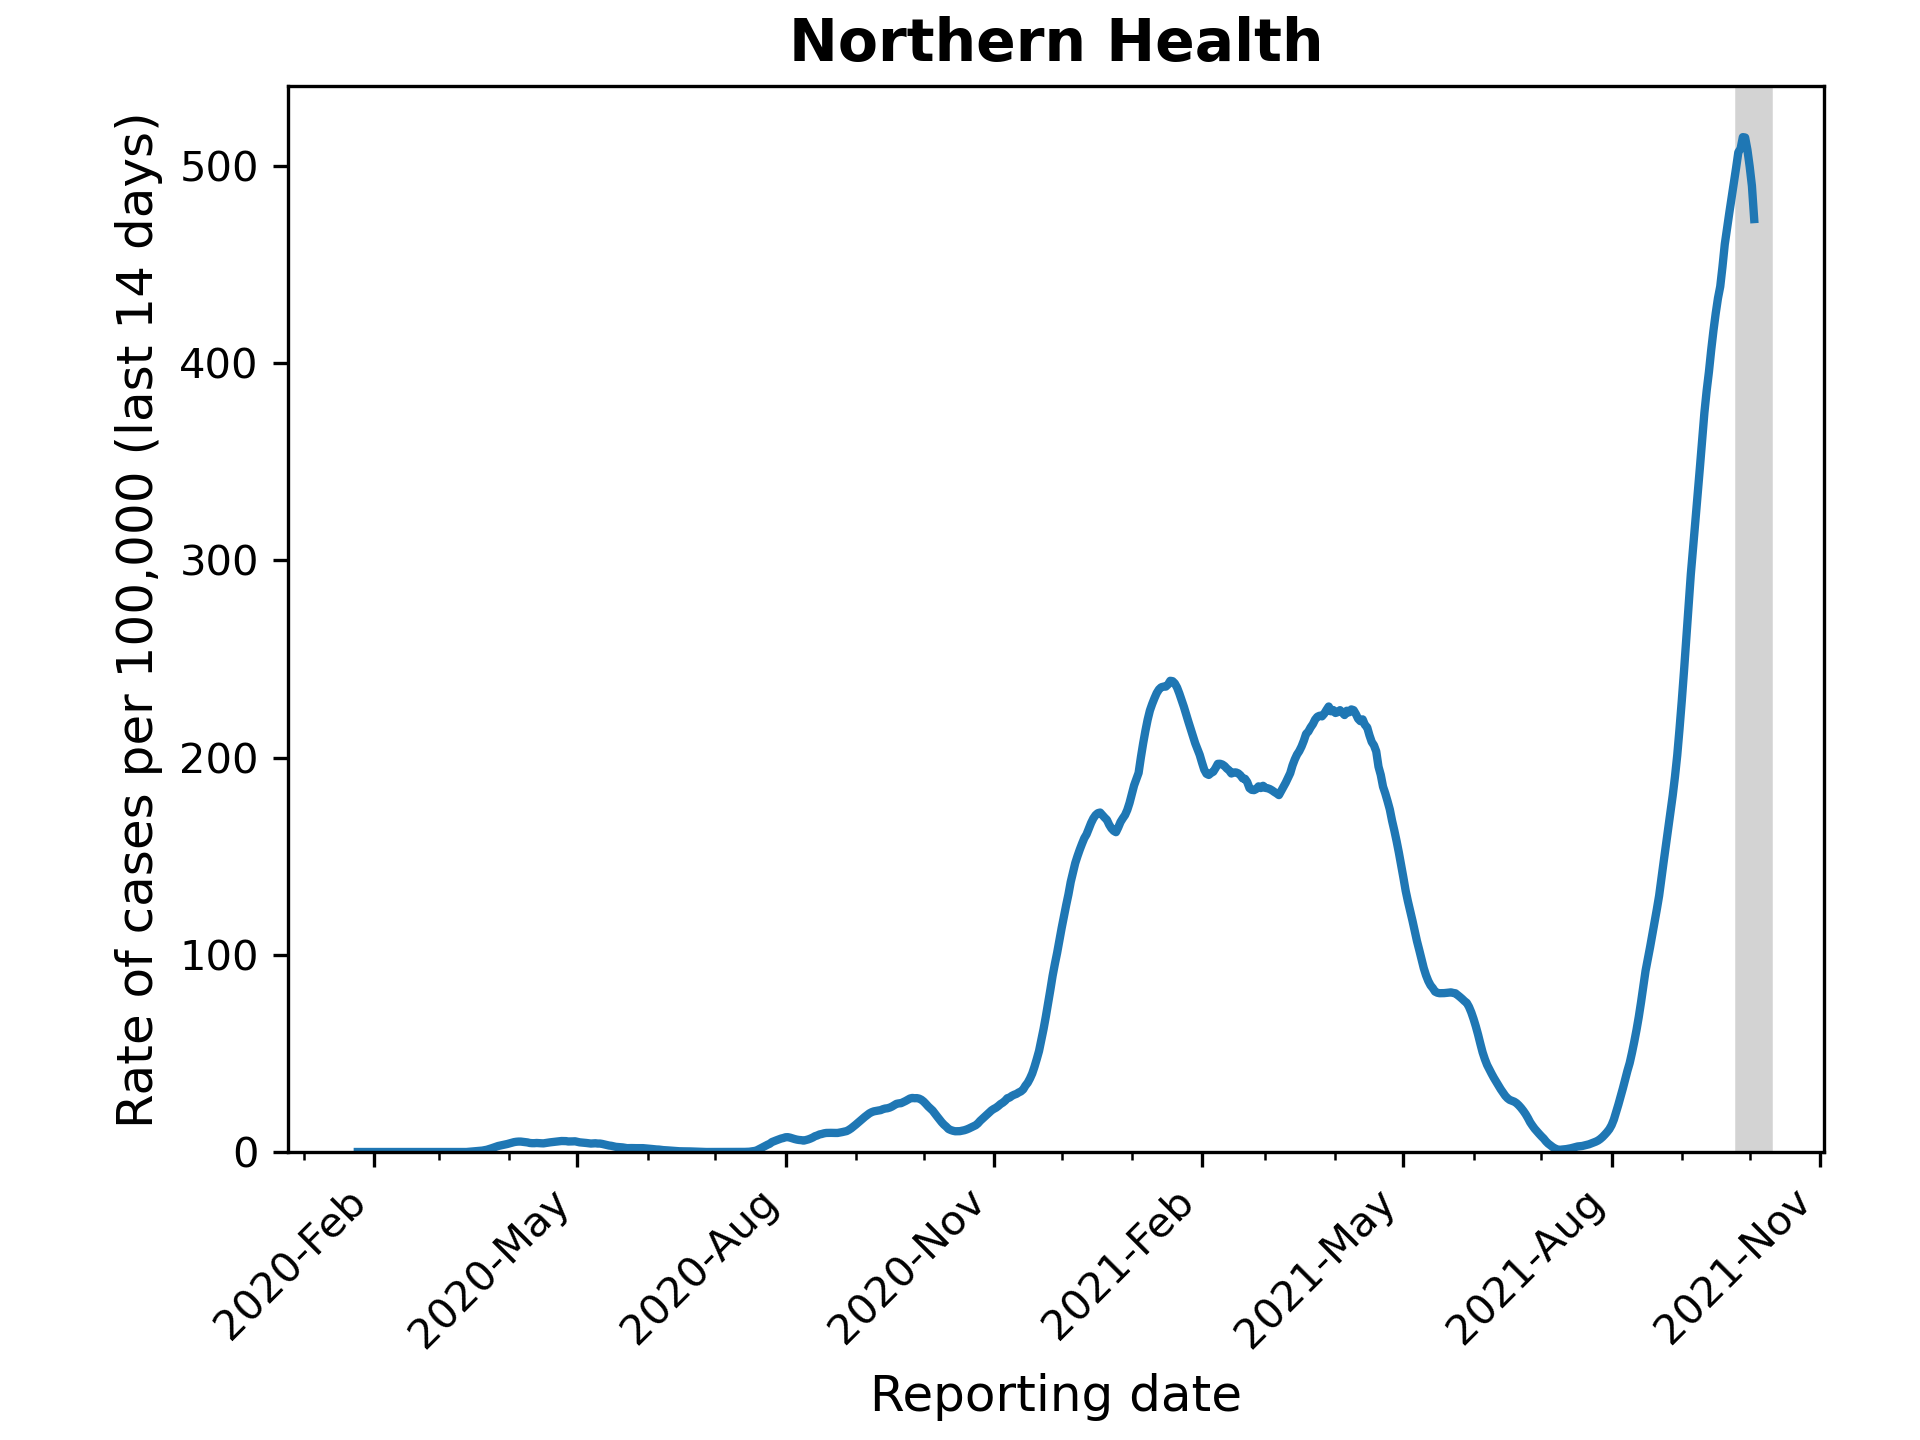 Northern Health
Rate of cases per 100,000 (last 14 days)
500
400
300
200
100
0
2020-Feb
2020-May
2020-Aug
2020-Nov
2021-Feb
2021-May
2021-Aug
2021-Nov
Reporting date